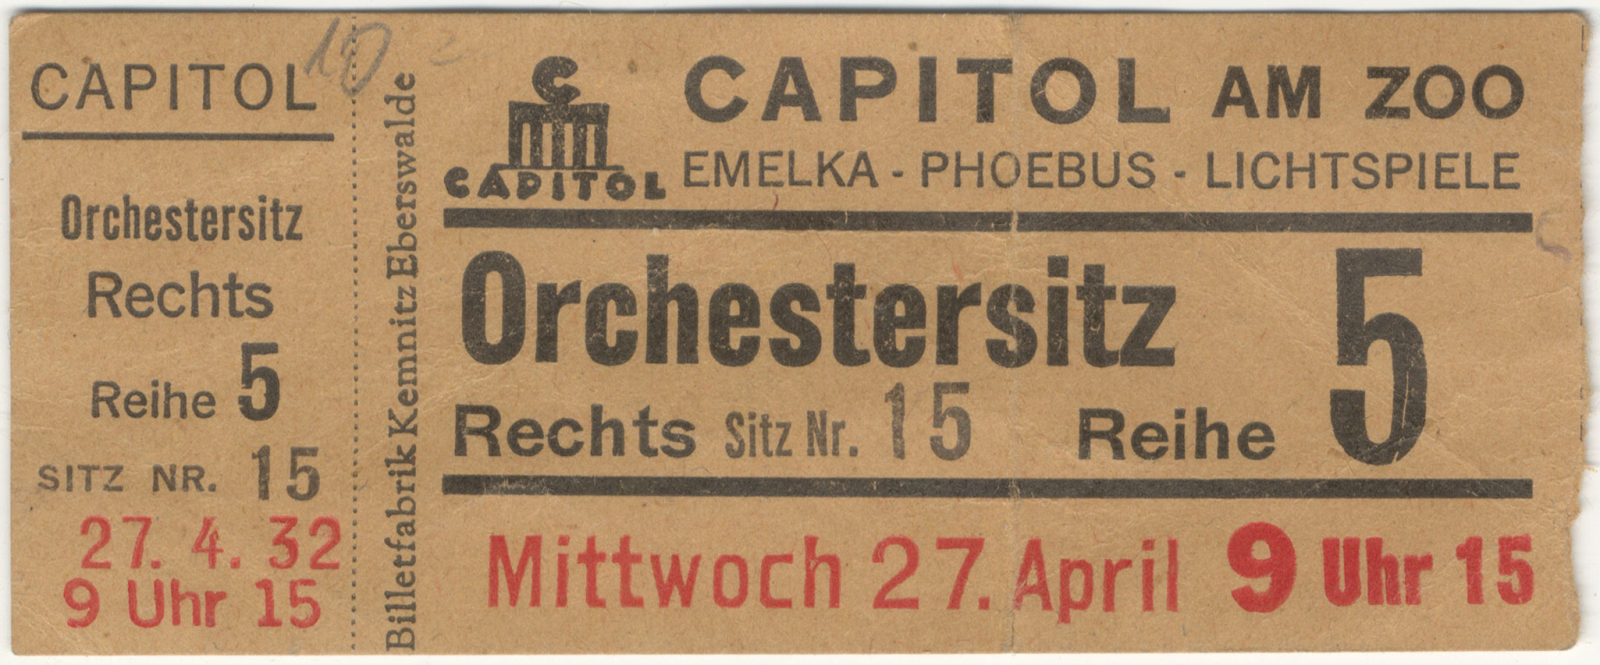 CAPITOL
10
Orchestersitz
Rechts
Reihe 5
SITZ NR. 15
27. 4. 32
9 Uhr 15
Billetfabrik Kemnitz Eberswalde
C
CAPITOL
CAPITOL AM ZOO
EMELKA - PHOEBUS - LICHTSPIELE
Orchestersitz
Rechts Sitz Nr. 15 Reihe 5
Mittwoch 27. April 9 Uhr 15